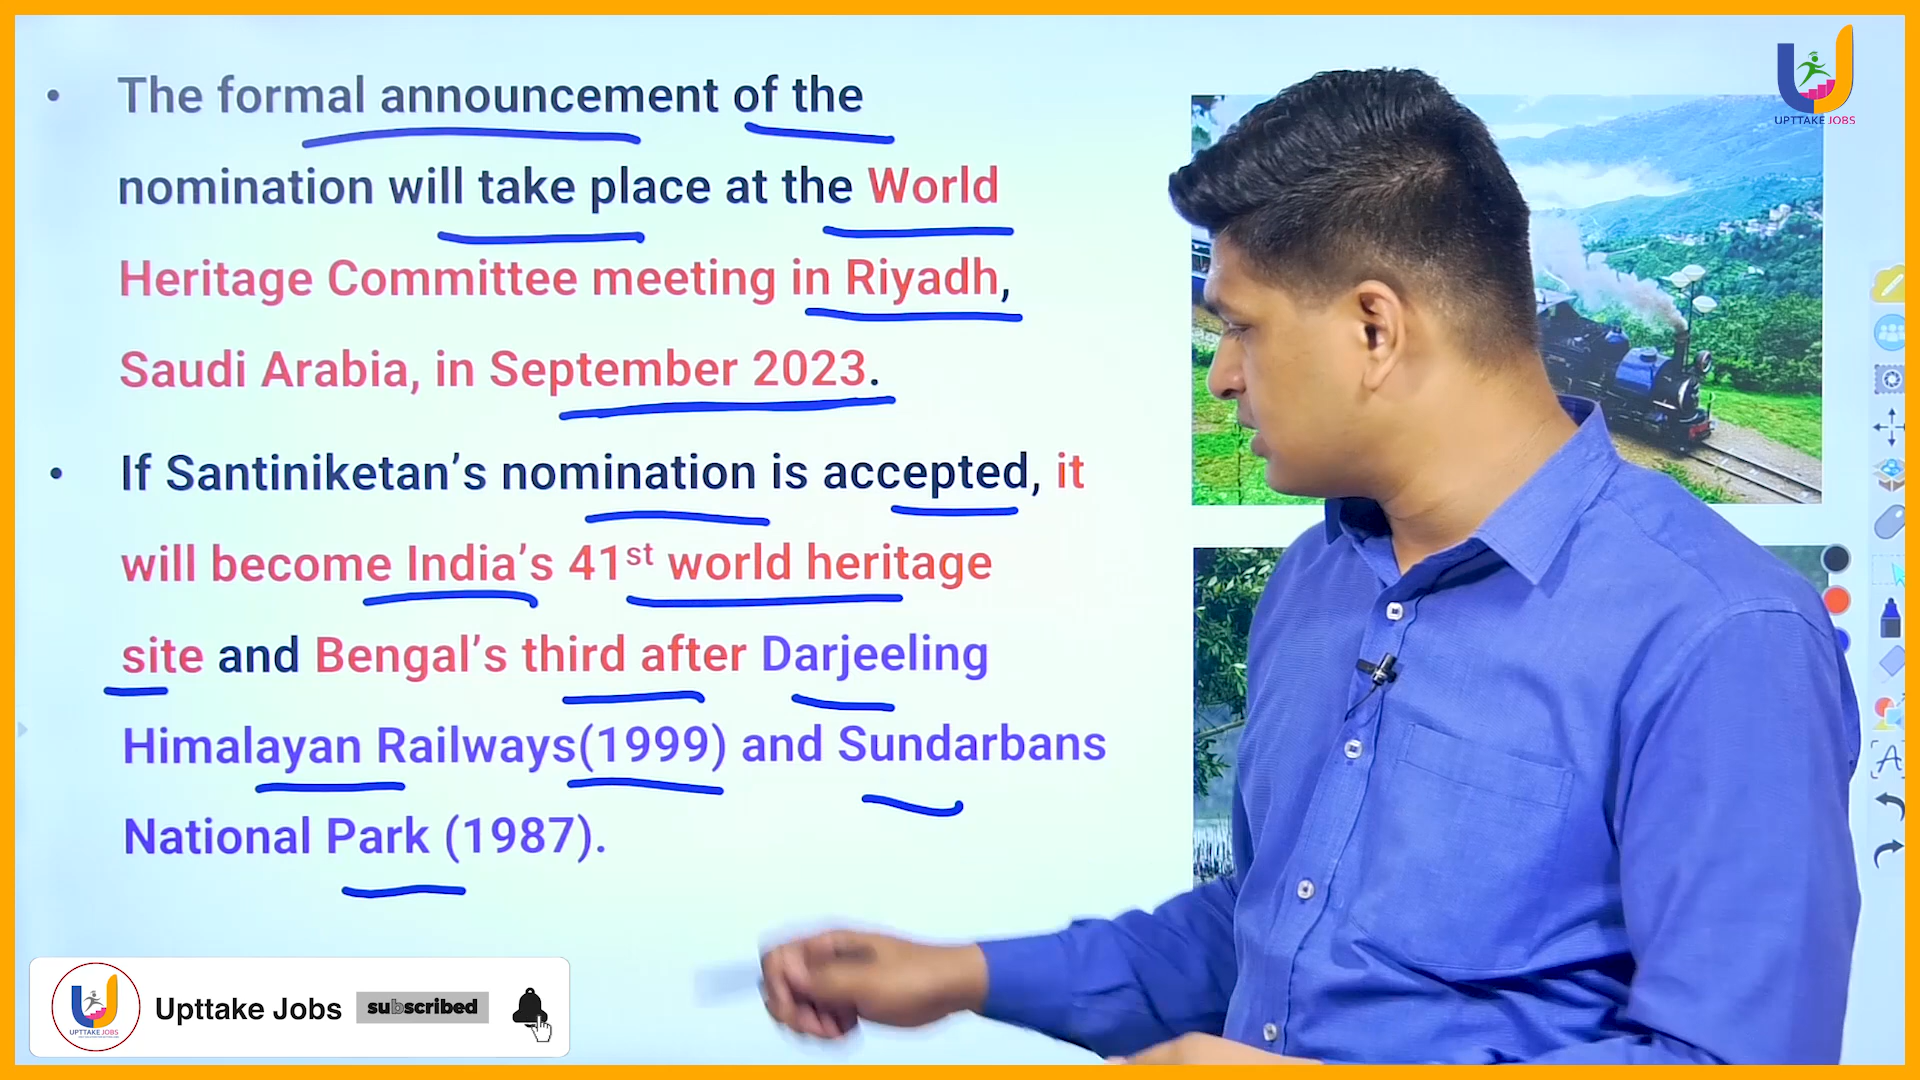 • The formal announcement of the
nomination will take place at the World
Heritage Committee meeting in Riyadh,
Saudi Arabia, in September 2023.
• If Santiniketan’s nomination is accepted, it
will become India’s 41st world heritage
site and Bengal’s third after Darjeeling
Himalayan Railways(1999) and Sundarbans
National Park (1987).
UPTTAKE JOBS
UPTTAKE JOBS
Upttake Jobs subscribed
A